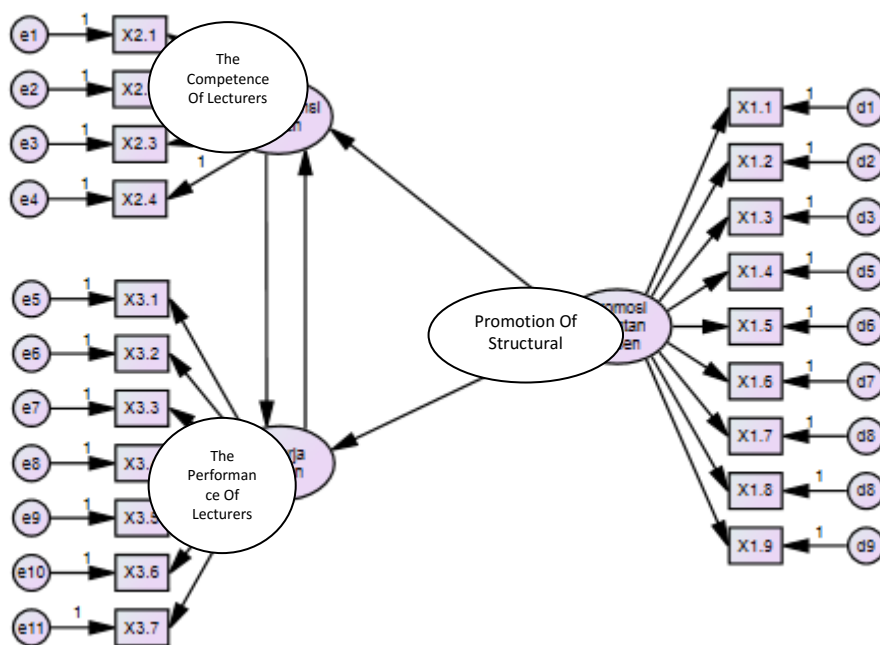 e1
1
X2.1
The
Competence
Of Lecturers
e2
1
X2.
e3
1
X2.3
1
e4
1
X2.4
e5
1
X3.1
e6
1
X3.2
e7
1
X3.3
e8
1
X3.
e9
1
X3.5
e10
1
X3.6
e11
1
X3.7
The
Performan
ce Of
Lecturers
Promotion Of
Structural
X1.1
1
d1
X1.2
1
d2
X1.3
1
d3
X1.4
1
d5
X1.5
1
d6
X1.6
1
d7
X1.7
1
d8
X1.8
1
d8
X1.9
1
d9